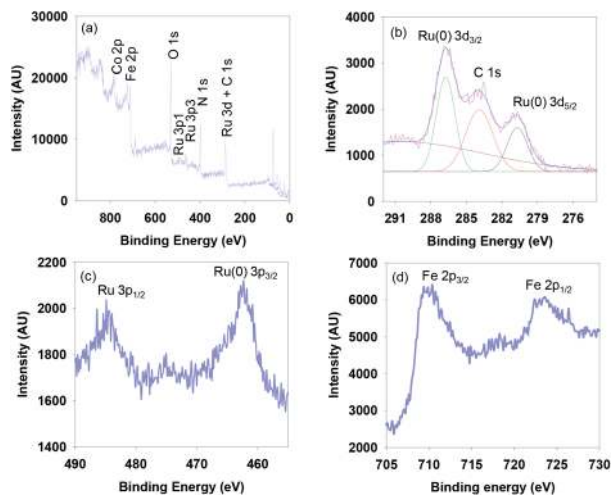 (a)
Intensity (AU)
30000
20000
10000
0
Co 2p
Fe 2p
O 1s
Ru 3p1
Ru 3p3
N 1s
Ru 3d + C 1s
800 600 400 200 0
Binding Energy (eV)
(b)
Intensity (AU)
4000
3000
2000
1000
0
Ru(0) 3d3/2
C 1s
Ru(0) 3d5/2
291 288 285 282 279 276
Binding Energy (eV)
(c)
Intensity (AU)
2200
2000
1800
1600
1400
Ru 3p1/2
Ru(0) 3p3/2
490 480 470 460
Binding Energy (eV)
(d)
Intensity (AU)
8000
7000
6000
5000
4000
3000
2000
Fe 2p3/2
Fe 2p1/2
705 710 715 720 725 730
Binding energy (eV)